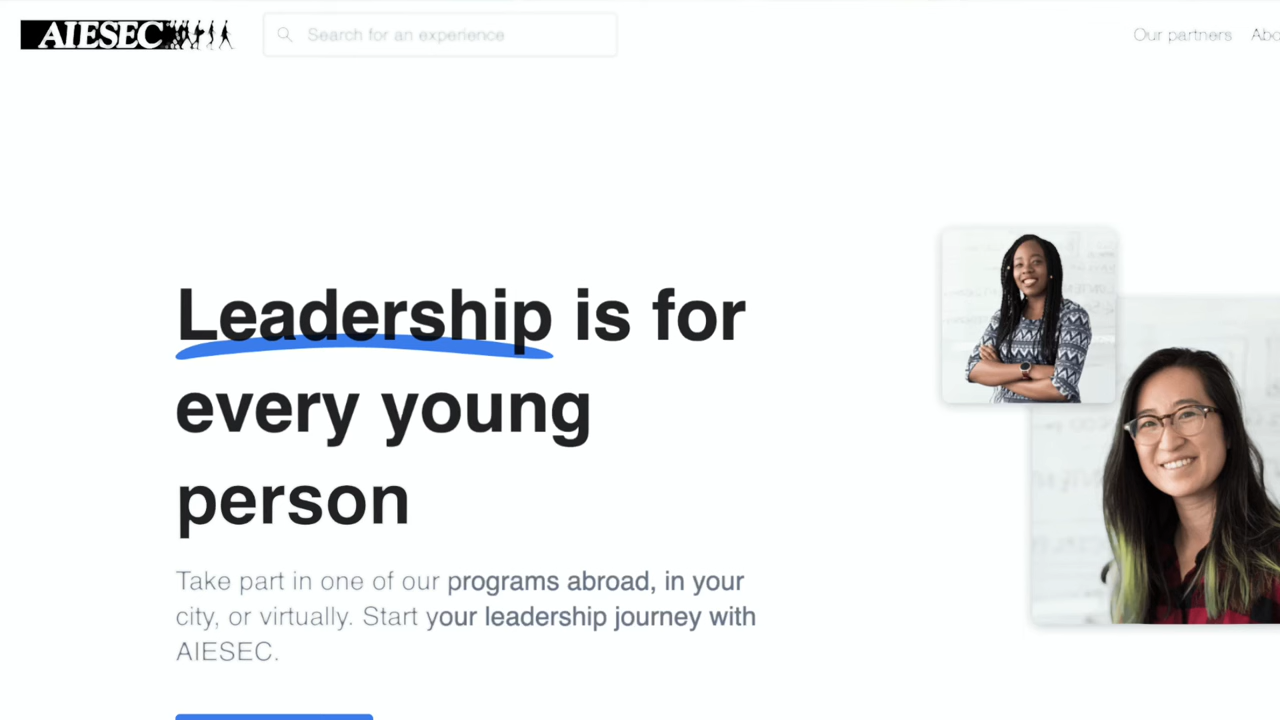 AIESEC
Search for an experience
Our partners
Leadership is for
every young
person
Take part in one of our programs abroad, in your
city, or virtually. Start your leadership journey with
AIESEC.